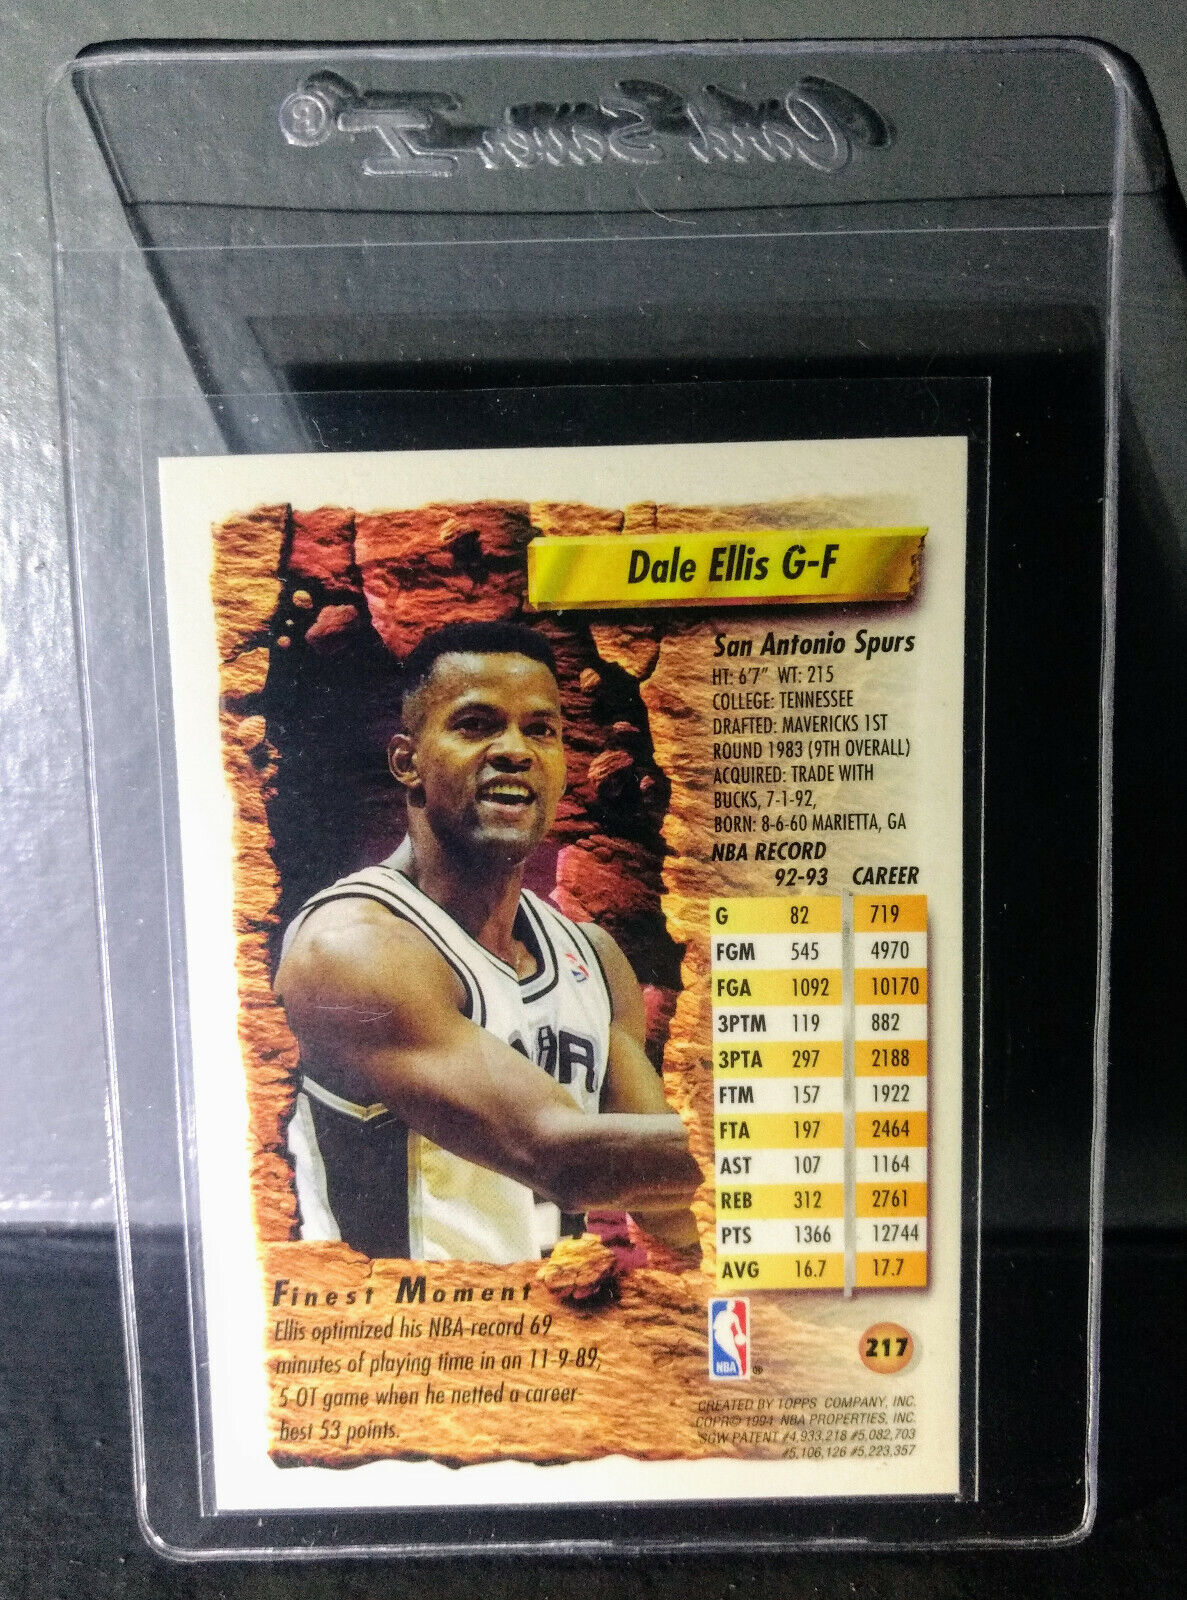 Card Saver I®
Dale Ellis G-F
San Antonio Spurs
HT: 6'7" WT: 215
COLLEGE: TENNESSEE
DRAFTED: MAVERICKS 1ST
ROUND 1983 (9TH OVERALL)
ACQUIRED: TRADE WITH
BUCKS, 7-1-92,
BORN: 8-6-60 MARIETTA, GA
NBA RECORD
92-93 CAREER
G 82 719
FGM 545 4970
FGA 1092 10170
3PTM 119 882
3PTA 297 2188
FTM 157 1922
FTA 197 2464
AST 107 1164
REB 312 2761
PTS 1366 12744
AVG 16.7 17.7
Finest Moment
Ellis optimized his NBA-record 69
minutes of playing time in an 11-9-89,
5-OT game when he netted a career-
best 53 points.
NBA ®
217
CREATED BY TOPPS COMPANY, INC.
COPR© 1994 NBA PROPERTIES, INC.
SGW PATENT #4,933,218 #5,082,703
#5,106,126 #5,223,357